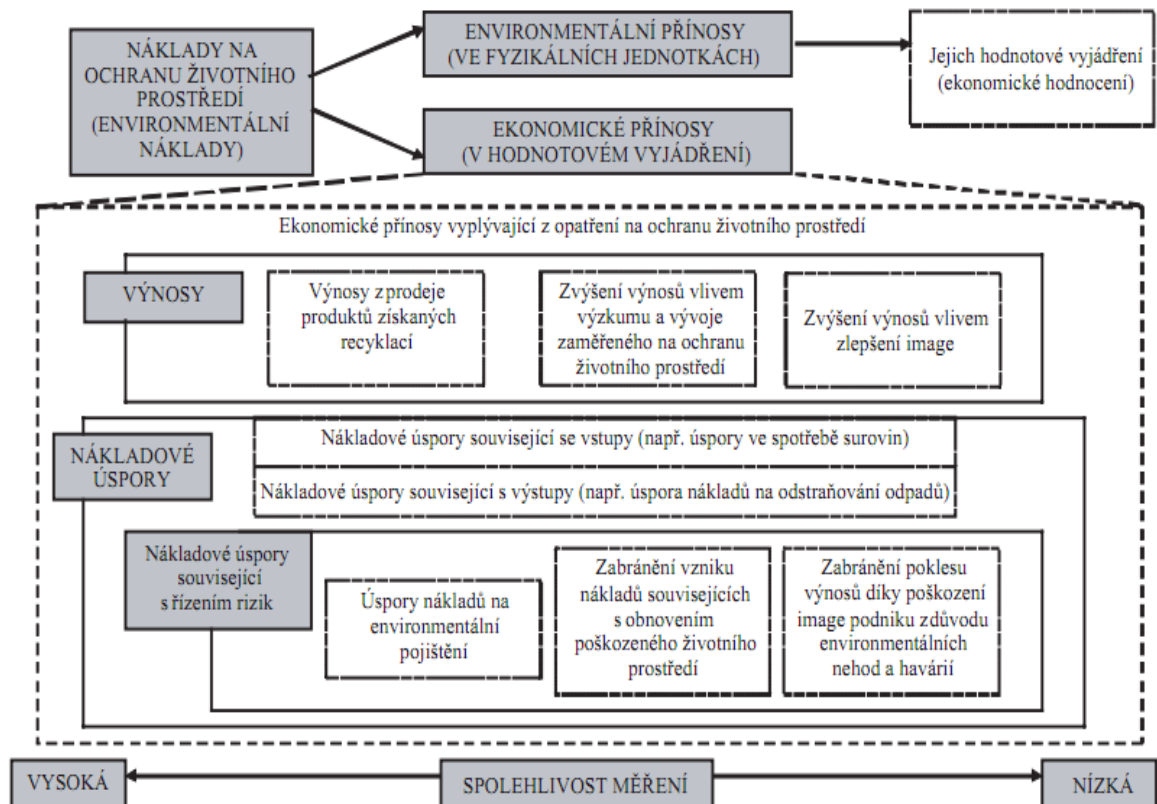 NÁKLADY NA
OCHRANU ŽIVOTNÍHO
PROSTŘEDÍ
(ENVIRONMENTÁLNÍ
NÁKLADY)
ENVIRONMENTÁLNÍ PŘÍNOSY
(VE FYZIKÁLNÍCH JEDNOTKÁCH)
Jejich hodnotové vyjádření
(ekonomické hodnocení)
EKONOMICKÉ PŘÍNOSY
(V HODNOTOVÉM VYJÁDŘENÍ)
Ekonomické přínosy vyplývající z opatření na ochranu životního prostředí
VÝNOSY
Výnosy z prodeje
produktů získaných
recyklací
Zvýšení výnosů vlivem
výzkumu a vývoje
zaměřeného na ochranu
životního prostředí
Zvýšení výnosů vlivem
zlepšení image
NÁKLADOVÉ
ÚSPORY
Nákladové úspory související se vstupy (např. úspory ve spotřebě surovin)
Nákladové úspory související s výstupy (např. úspora nákladů na odstraňování odpadů)
Nákladové úspory
související
s řízením rizik
Úspory nákladů na
environmentální
pojištění
Zabránění vzniku
nákladů souvisejících
s obnovením
poškozeného životního
prostředí
Zabránění poklesu
výnosů díky poškození
image podniku z důvodu
environmentálních
nehod a havárií
VYSOKÁ
SPOLEHLIVOST MĚŘENÍ
NÍZKÁ